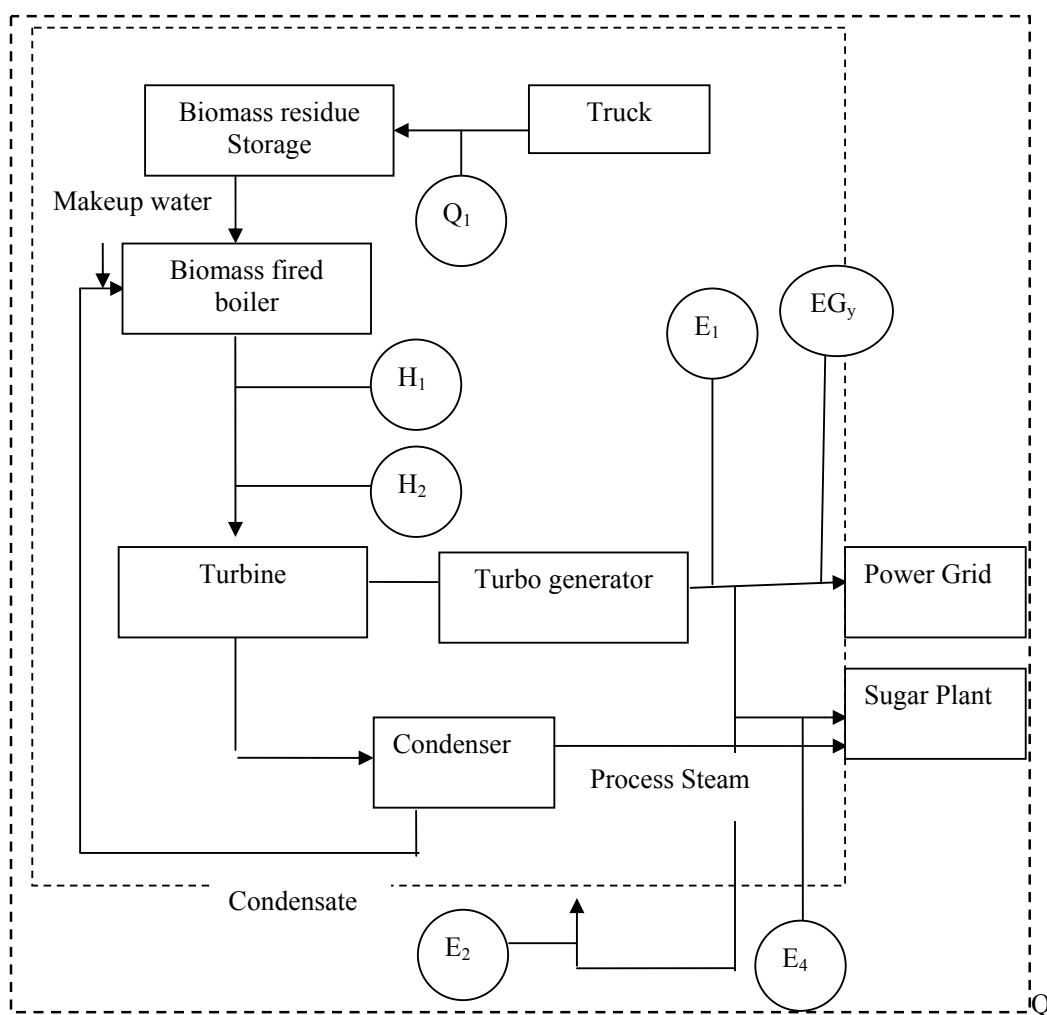 Biomass residue
Storage
Truck
Makeup water
Q₁
Biomass fired
boiler
E₁
EGᵧ
H₁
H₂
Turbine
Turbo generator
Power Grid
Sugar Plant
Condenser
Process Steam
Condensate
E₂
E₄
Q